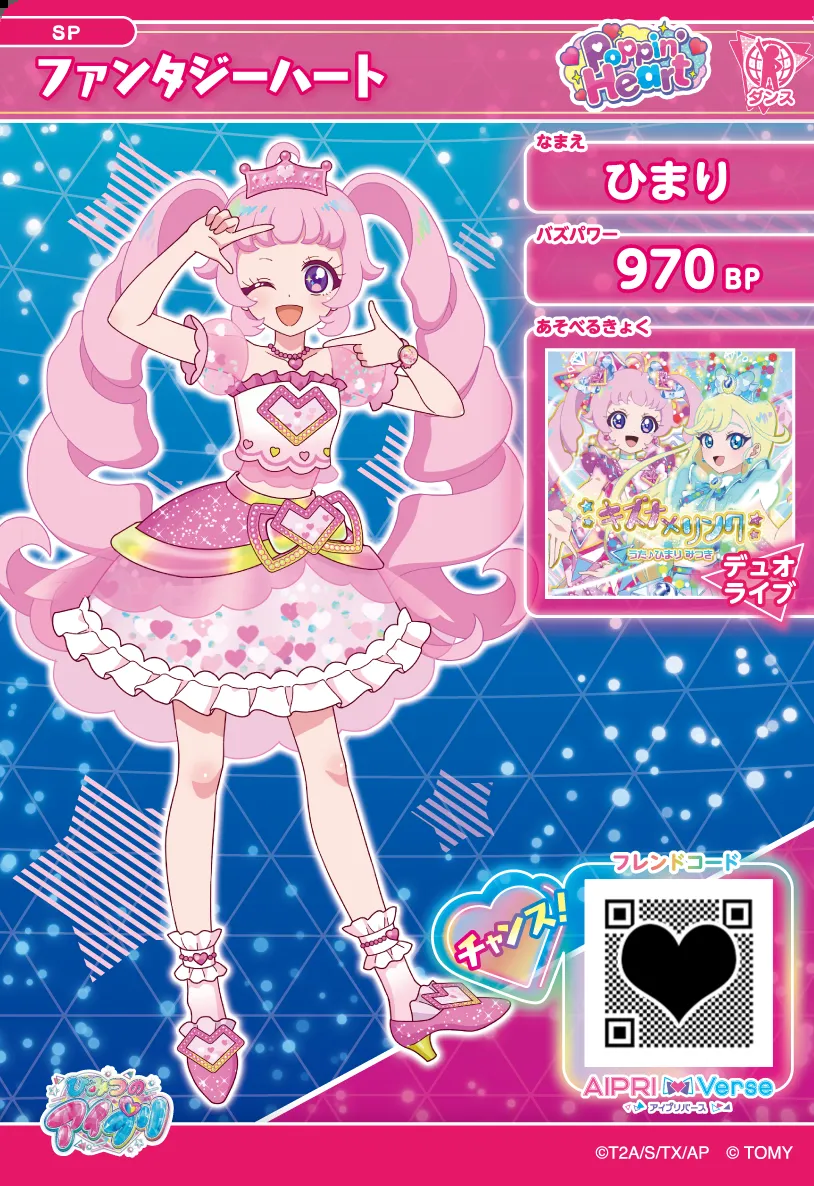 SP
ファンタジーハート
Poppin'
Heart
ダンス
なまえ
ひまり
バズパワー
970 BP
あそべるきょく
キズナ×リンク
うた♪ひまり みつき
デュオ
ライブ
フレンドコード
チャンス!
AIPRI Verse
アイプリバース
ひみつの
アイプリ
©T2A/S/TX/AP © TOMY